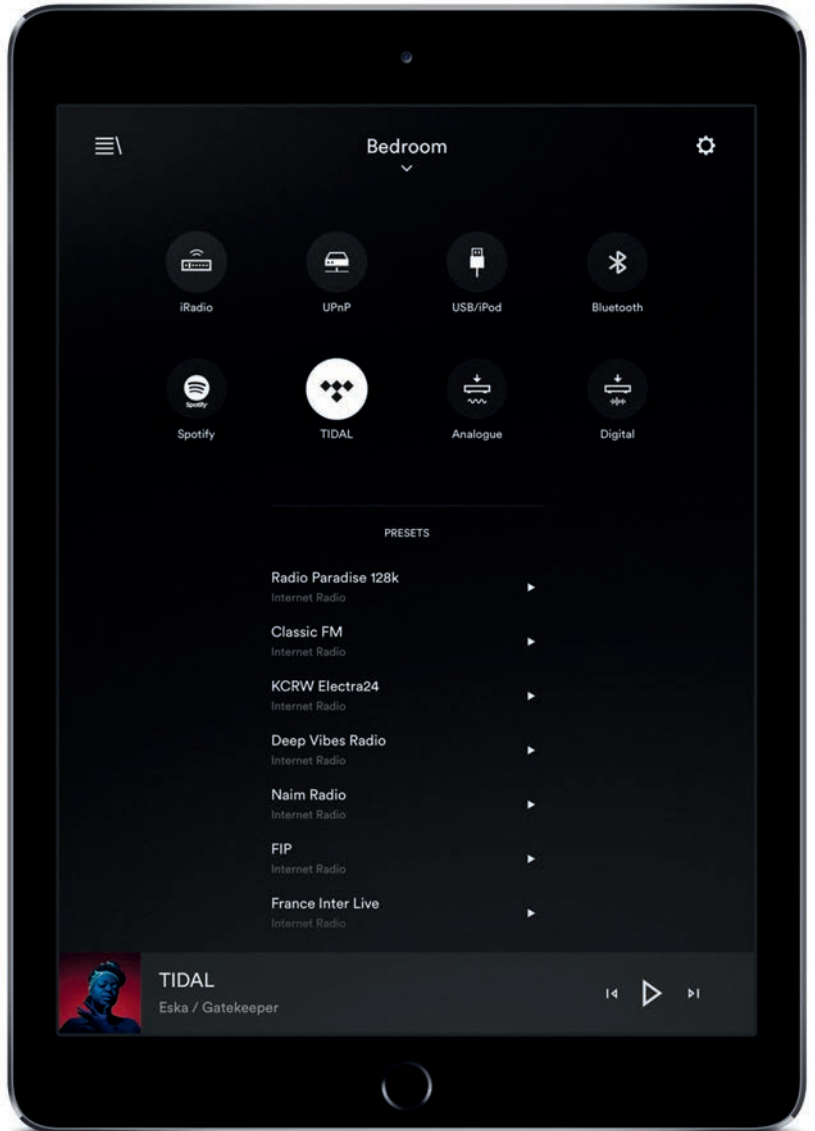 Bedroom
iRadio
UPnP
USB/iPod
Bluetooth
Spotify
Spotify
TIDAL
Analogue
Digital
PRESETS
Radio Paradise 128k
Internet Radio
Classic FM
Internet Radio
KCRW Electra24
Internet Radio
Deep Vibes Radio
Internet Radio
Naim Radio
Internet Radio
FIP
Internet Radio
France Inter Live
Internet Radio
TIDAL
Eska / Gatekeeper